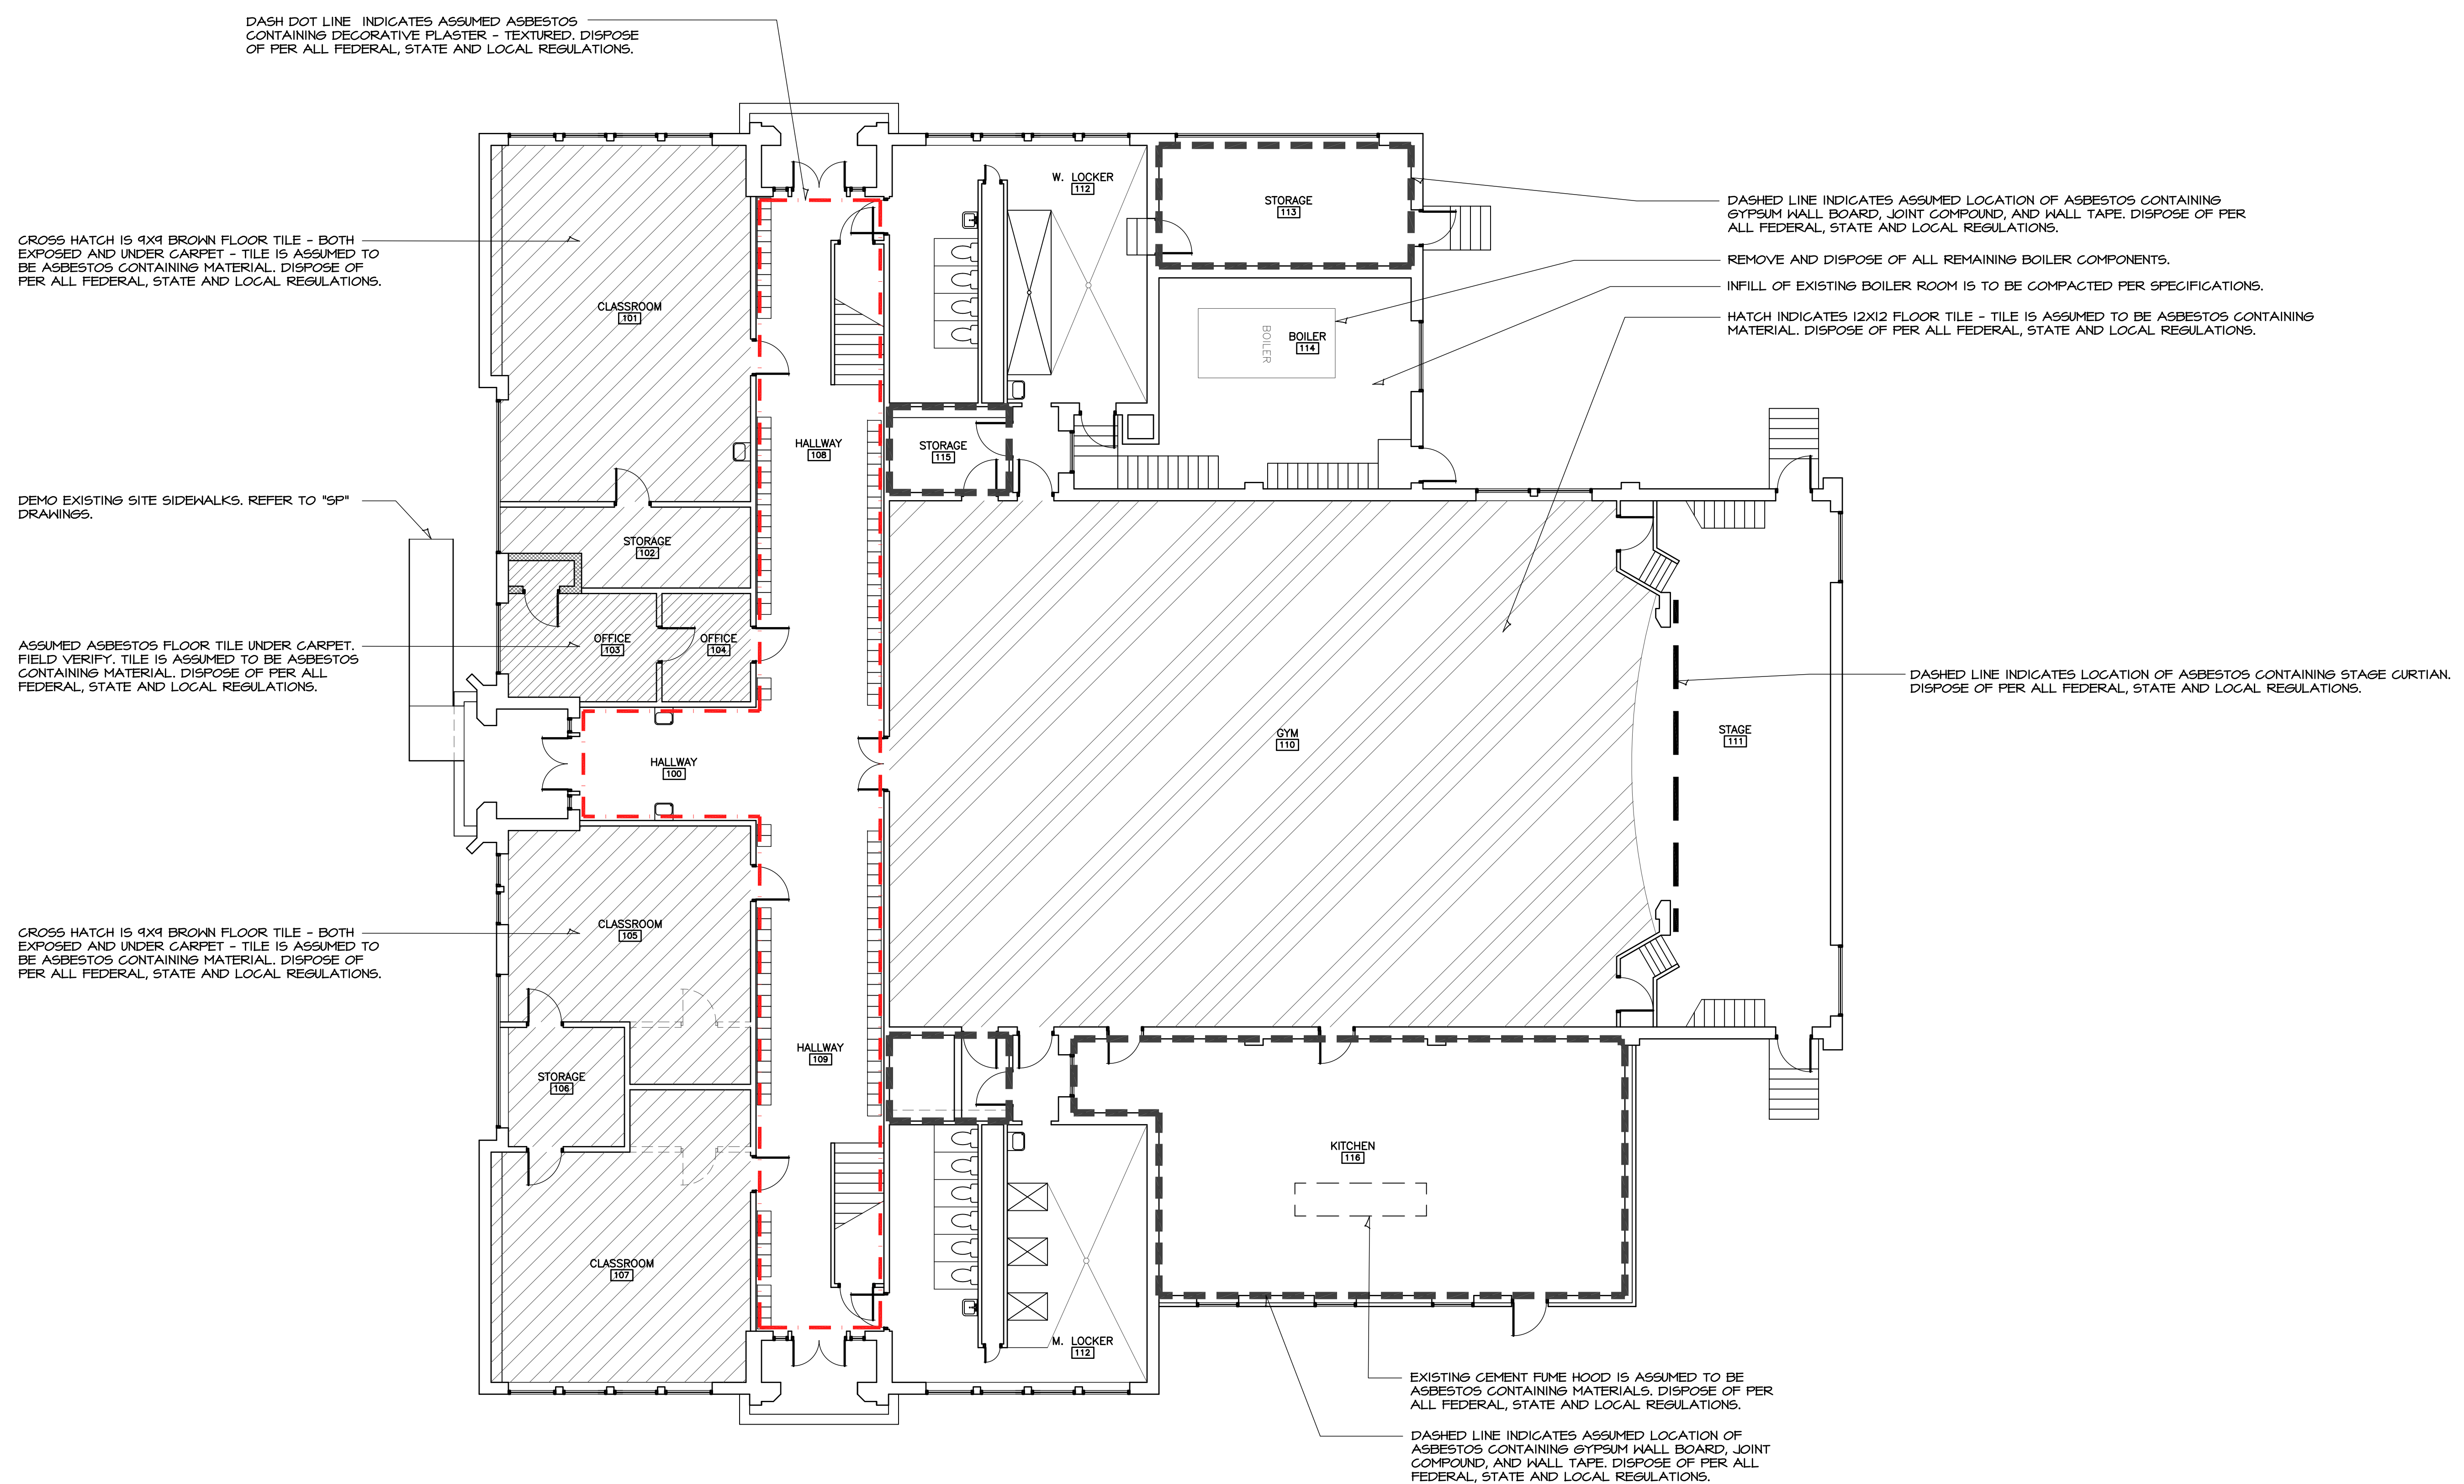 DASH DOT LINE INDICATES ASSUMED ASBESTOS
CONTAINING DECORATIVE PLASTER - TEXTURED. DISPOSE
OF PER ALL FEDERAL, STATE AND LOCAL REGULATIONS.
CROSS HATCH IS 9X9 BROWN FLOOR TILE - BOTH
EXPOSED AND UNDER CARPET - TILE IS ASSUMED TO
BE ASBESTOS CONTAINING MATERIAL. DISPOSE OF
PER ALL FEDERAL, STATE AND LOCAL REGULATIONS.
DEMO EXISTING SITE SIDEWALKS. REFER TO "SP"
DRAWINGS.
ASSUMED ASBESTOS FLOOR TILE UNDER CARPET.
FIELD VERIFY. TILE IS ASSUMED TO BE ASBESTOS
CONTAINING MATERIAL. DISPOSE OF PER ALL
FEDERAL, STATE AND LOCAL REGULATIONS.
CROSS HATCH IS 9X9 BROWN FLOOR TILE - BOTH
EXPOSED AND UNDER CARPET - TILE IS ASSUMED TO
BE ASBESTOS CONTAINING MATERIAL. DISPOSE OF
PER ALL FEDERAL, STATE AND LOCAL REGULATIONS.
CLASSROOM
101
STORAGE
102
OFFICE
103
OFFICE
104
HALLWAY
100
CLASSROOM
105
STORAGE
106
CLASSROOM
107
HALLWAY
108
HALLWAY
109
W. LOCKER
112
STORAGE
113
BOILER
BOILER
114
STORAGE
115
GYM
110
STAGE
111
KITCHEN
116
M. LOCKER
112
DASHED LINE INDICATES ASSUMED LOCATION OF ASBESTOS CONTAINING
GYPSUM WALL BOARD, JOINT COMPOUND, AND WALL TAPE. DISPOSE OF PER
ALL FEDERAL, STATE AND LOCAL REGULATIONS.
REMOVE AND DISPOSE OF ALL REMAINING BOILER COMPONENTS.
INFILL OF EXISTING BOILER ROOM IS TO BE COMPACTED PER SPECIFICATIONS.
HATCH INDICATES 12X12 FLOOR TILE - TILE IS ASSUMED TO BE ASBESTOS CONTAINING
MATERIAL. DISPOSE OF PER ALL FEDERAL, STATE AND LOCAL REGULATIONS.
DASHED LINE INDICATES LOCATION OF ASBESTOS CONTAINING STAGE CURTIAN.
DISPOSE OF PER ALL FEDERAL, STATE AND LOCAL REGULATIONS.
EXISTING CEMENT FUME HOOD IS ASSUMED TO BE
ASBESTOS CONTAINING MATERIALS. DISPOSE OF PER
ALL FEDERAL, STATE AND LOCAL REGULATIONS.
DASHED LINE INDICATES ASSUMED LOCATION OF
ASBESTOS CONTAINING GYPSUM WALL BOARD, JOINT
COMPOUND, AND WALL TAPE. DISPOSE OF PER ALL
FEDERAL, STATE AND LOCAL REGULATIONS.